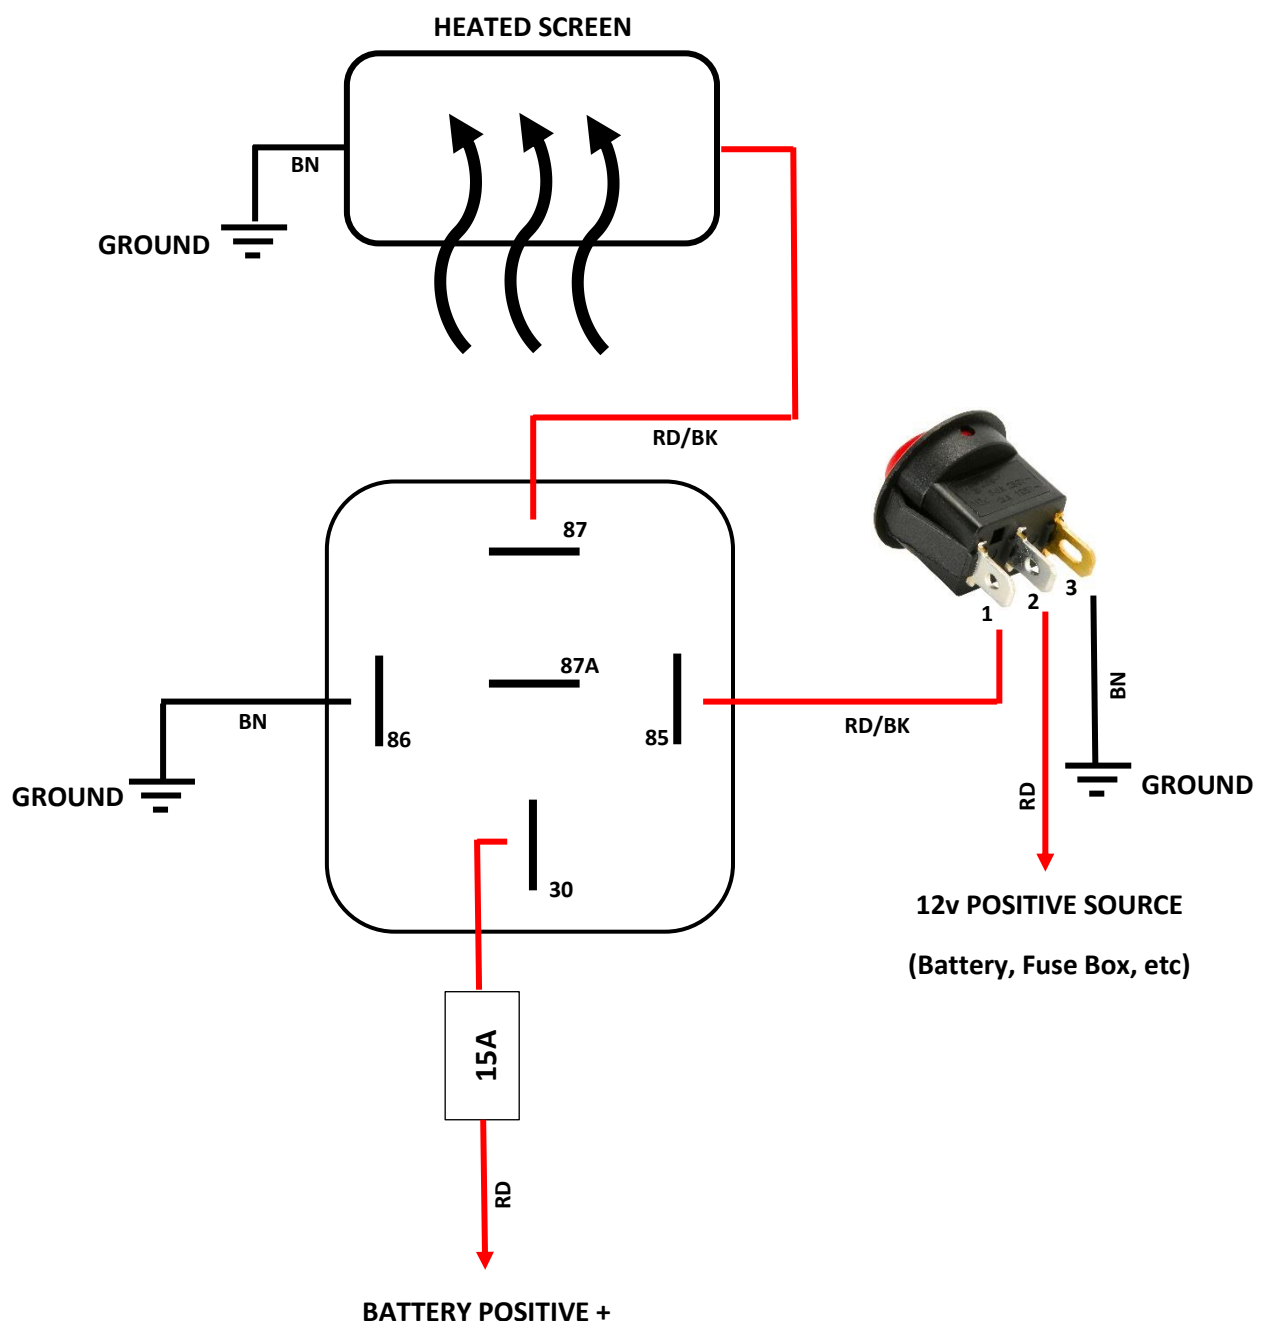 HEATED SCREEN
BN
GROUND
RD/BK
87
87A
1
2
3
BN
86
85
BN
RD/BK
GROUND
RD
GROUND
30
12v POSITIVE SOURCE
(Battery, Fuse Box, etc)
15A
RD
BATTERY POSITIVE +